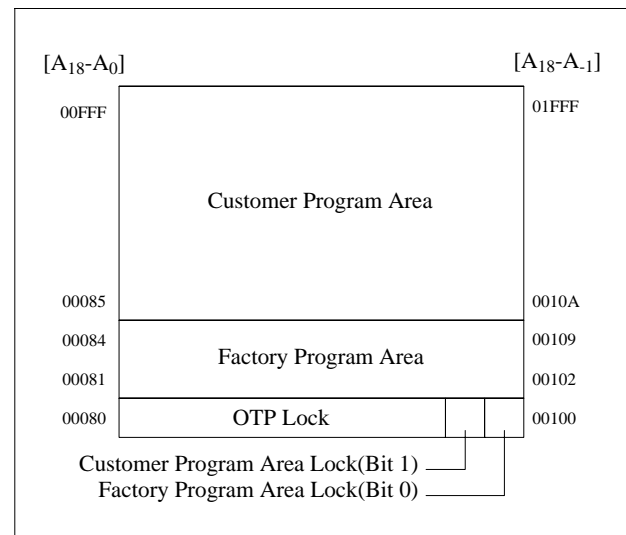 [A18-A0] [A18-A-1]
00FFF 01FFF
Customer Program Area
00085 0010A
00084 00109
Factory Program Area
00081 00102
00080 OTP Lock 00100
Customer Program Area Lock(Bit 1)
Factory Program Area Lock(Bit 0)